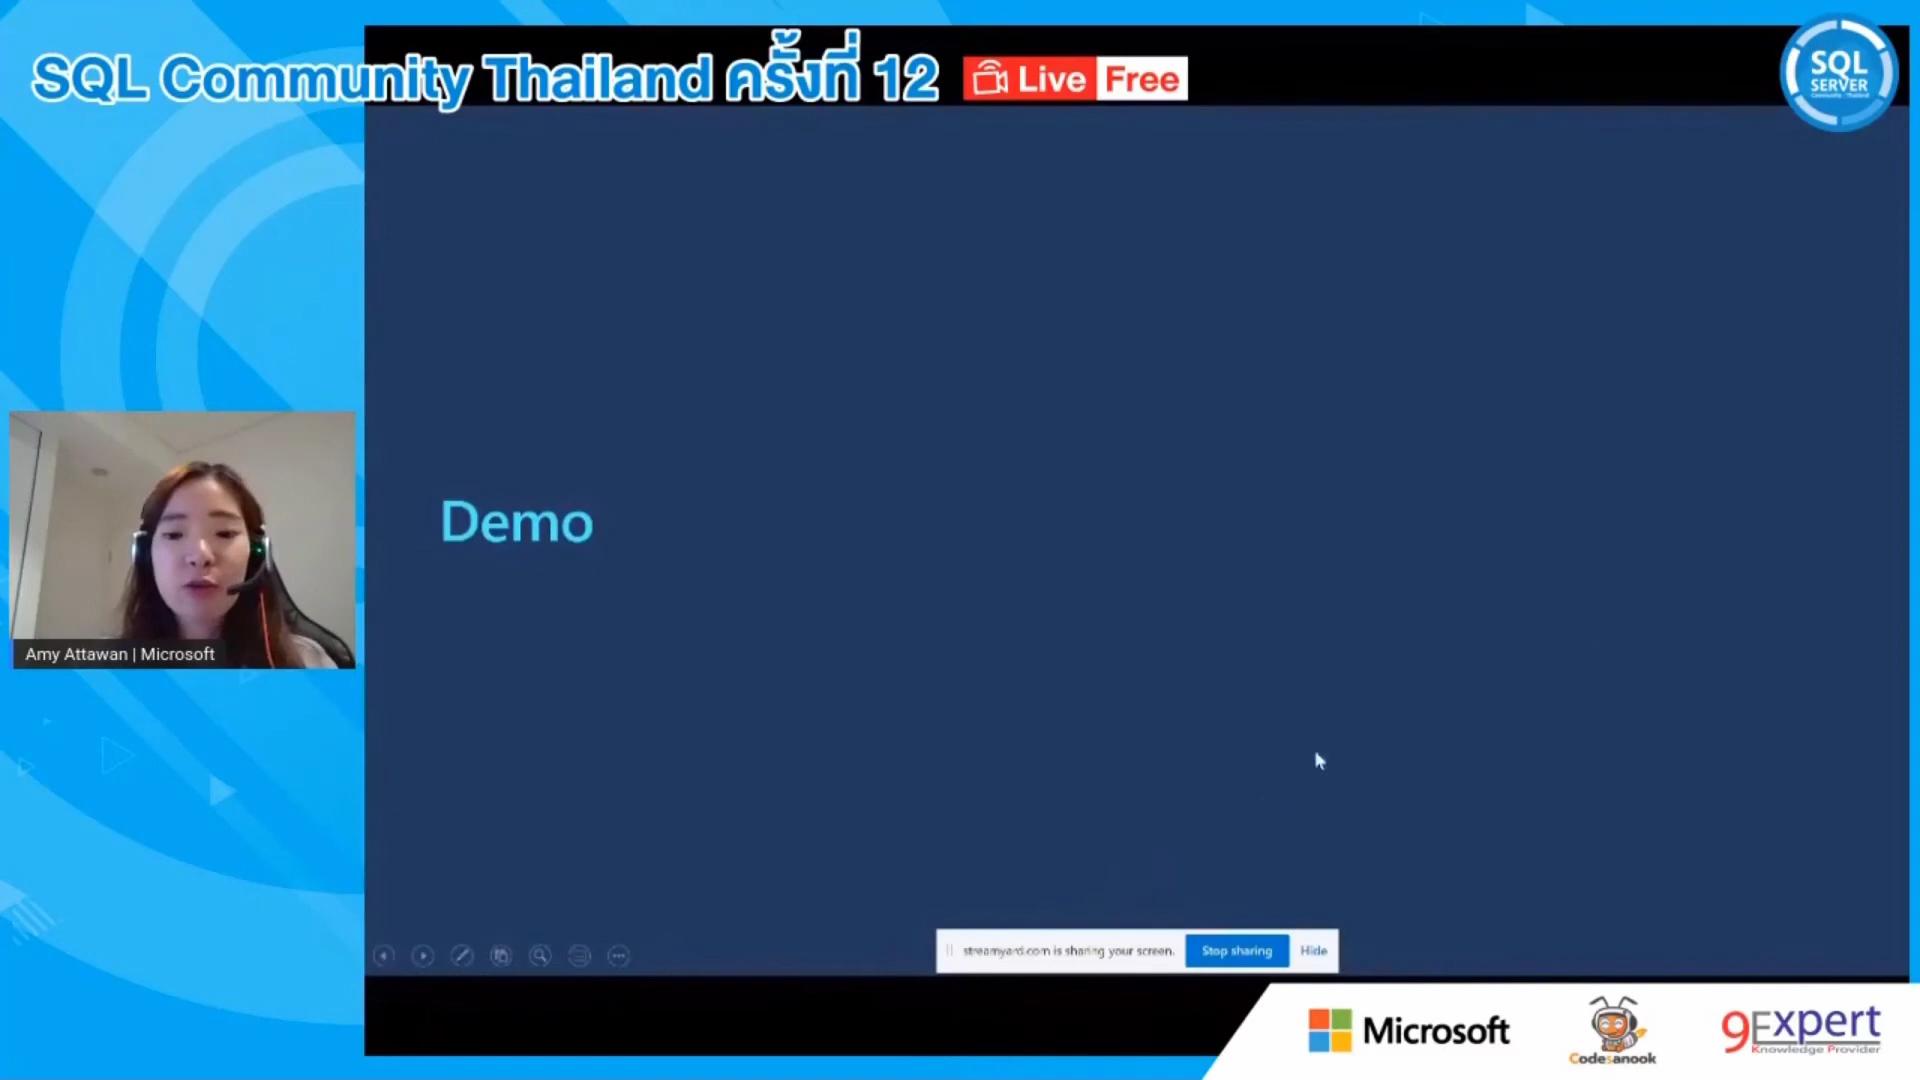 SQL Community Thailand ครั้งที่ 12
Live Free
SQL
SERVER
Demo
Amy Attawan | Microsoft
streamyard.com is sharing your screen.
Stop sharing
Hide
Microsoft
Codesanook
9Expert
Knowledge Provider